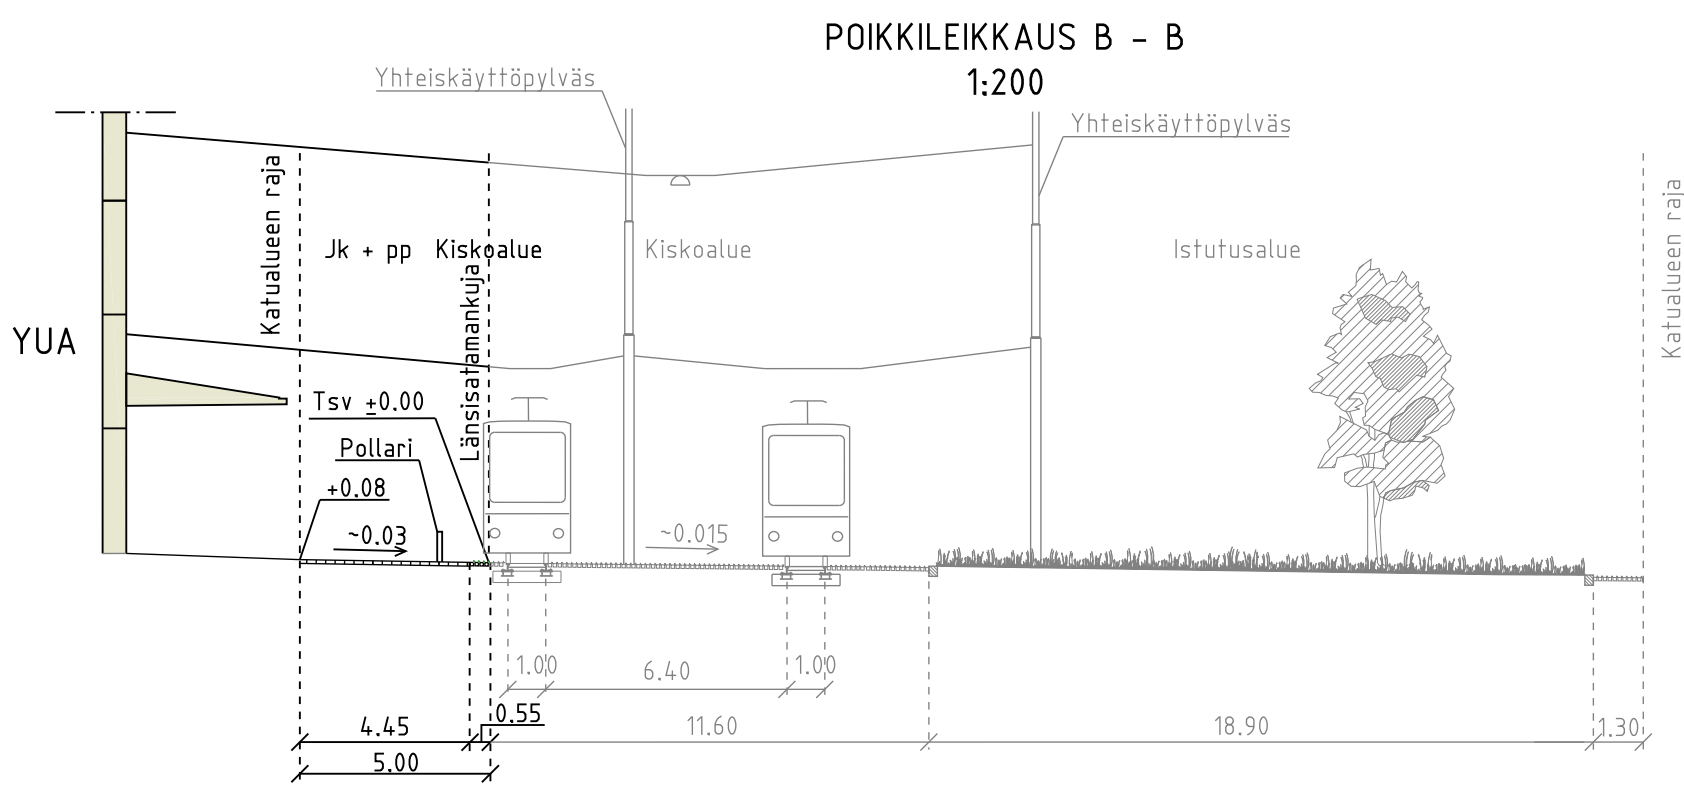 POIKKILEIKKAUS B - B
1:200
Yhteiskäyttöpylväs
Yhteiskäyttöpylväs
Katualueen raja
Jk + pp
Kiskoalue
Kiskoalue
Istutusalue
Katualueen raja
Länsisatamankuja
YUA
Tsv ±0.00
Pollari
+0.08
~0.03
~0.015
1.00
6.40
1.00
0.55
4.45
11.60
18.90
1.30
5.00